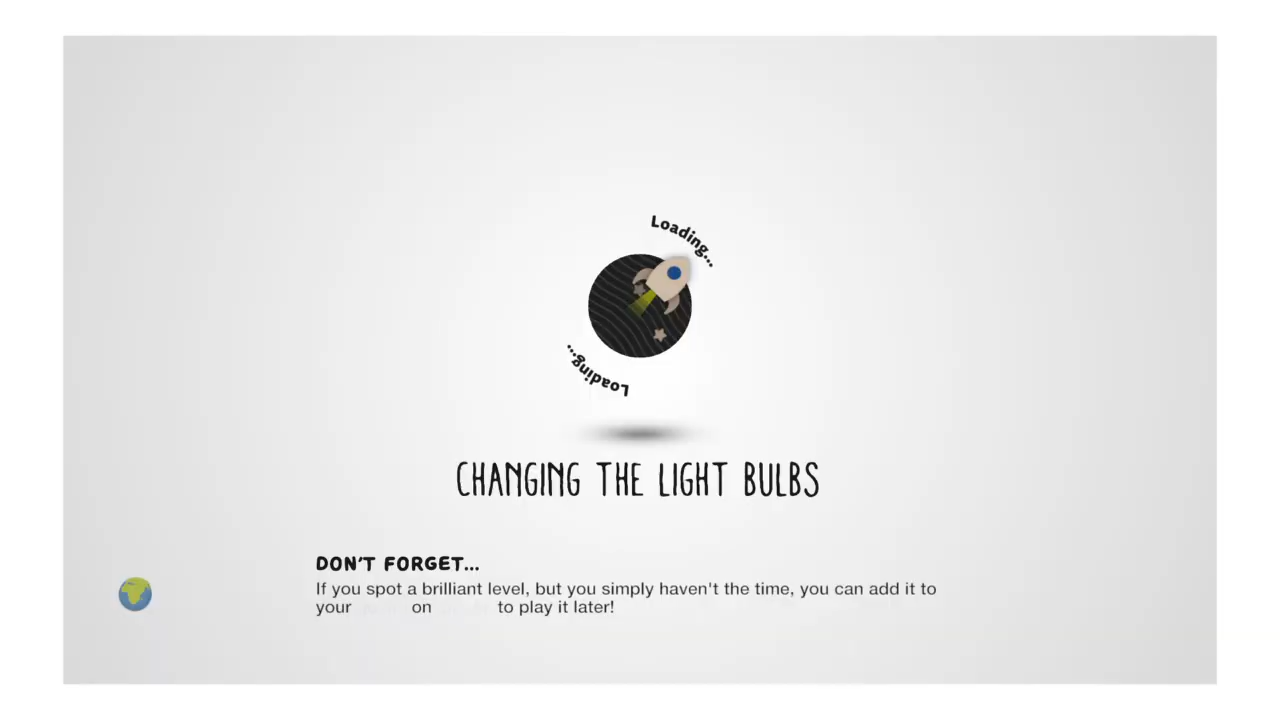 Loading...
Loading...
CHANGING THE LIGHT BULBS
DON'T FORGET...
If you spot a brilliant level, but you simply haven't the time, you can add it to
your on to play it later!